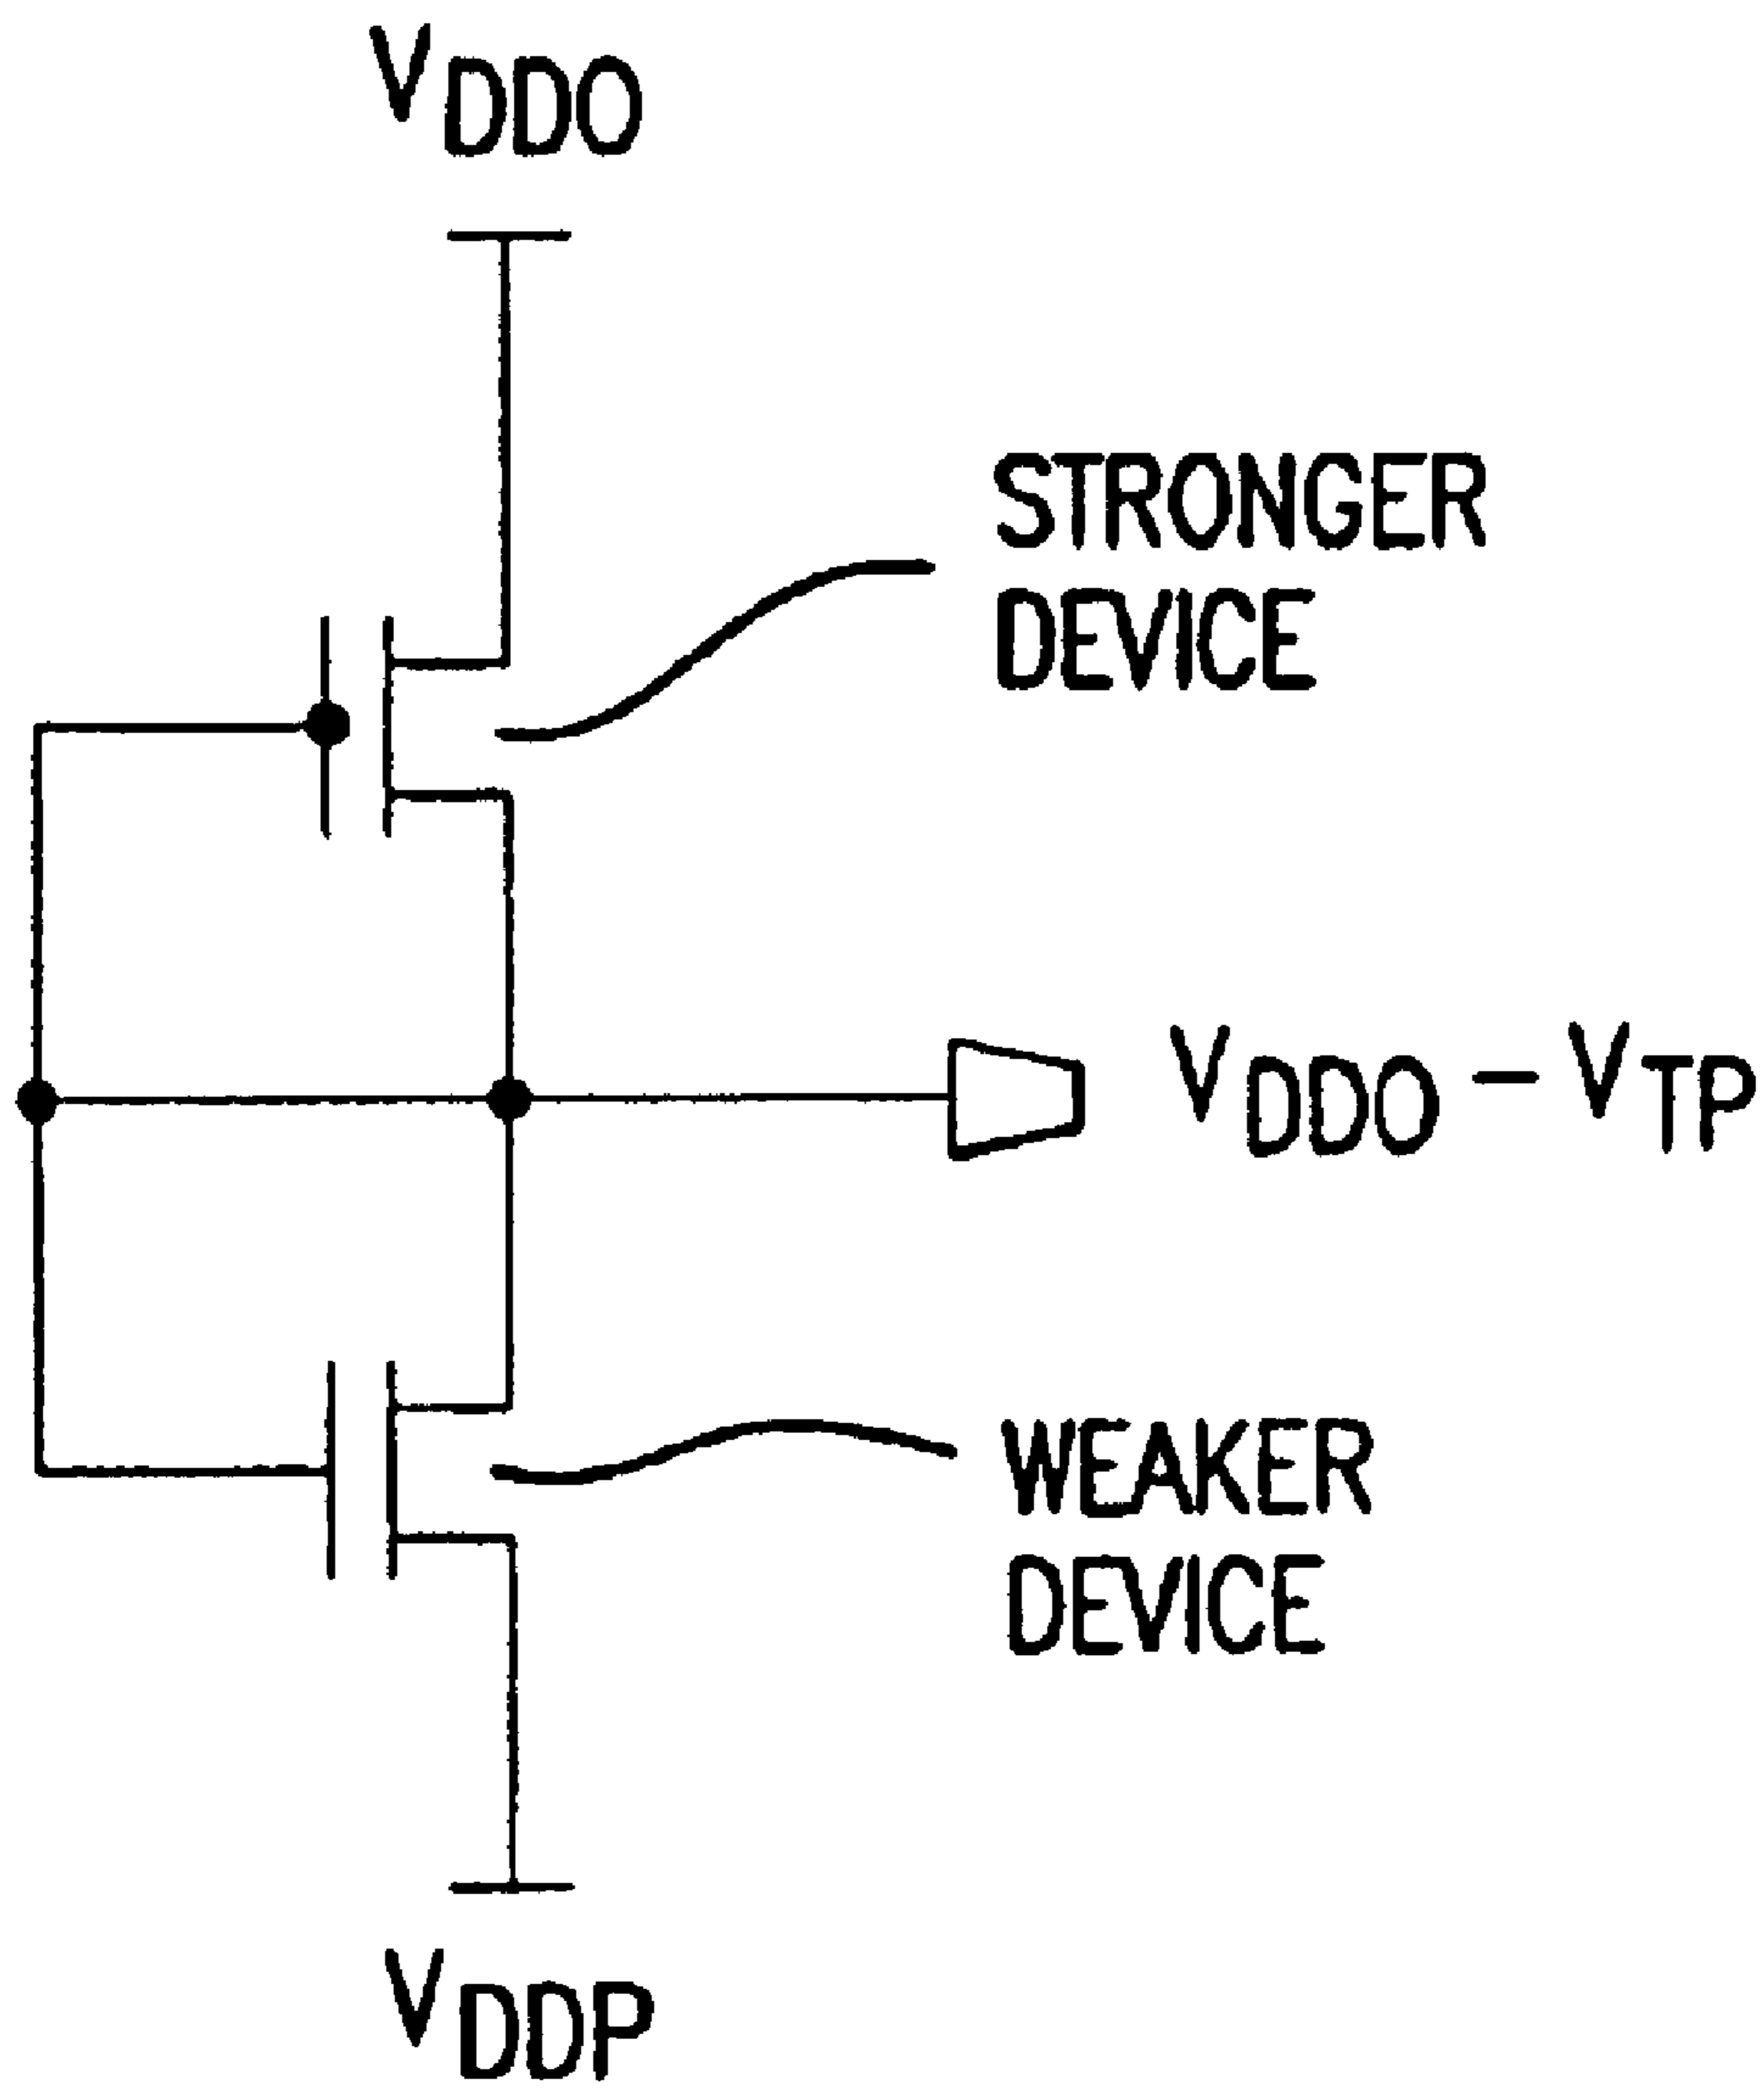 VDDO
STRONGER
DEVICE
VDDO – VTP
WEAKER
DEVICE
VDDP